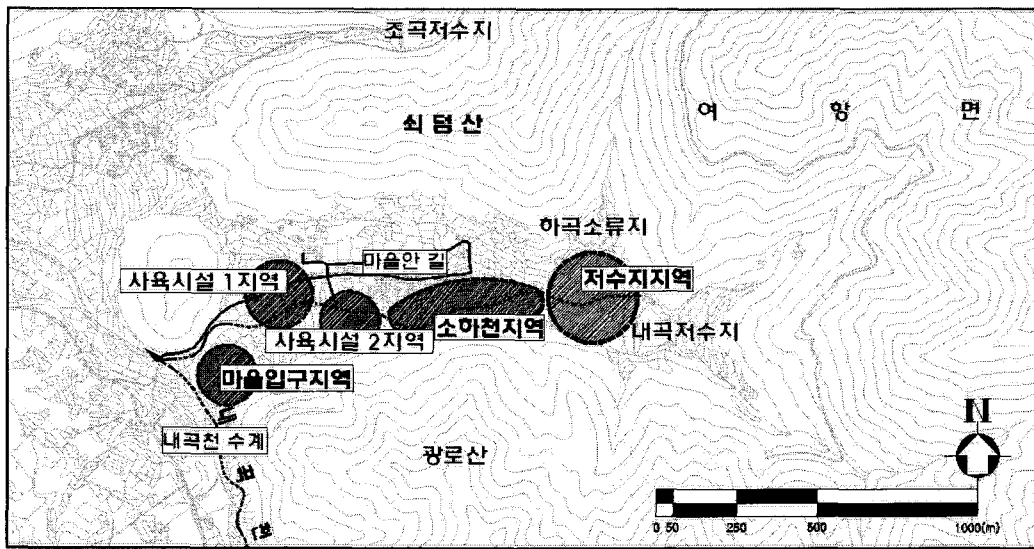 조곡저수지
여 항 면
쇠 덤 산
하곡소류지
마을안 길
사육시설 1지역
저수지지역
소하천지역
사육시설 2지역
내곡저수지
마을입구지역
내곡천 수계
광로산
N
0 50 250 500 1000(m)